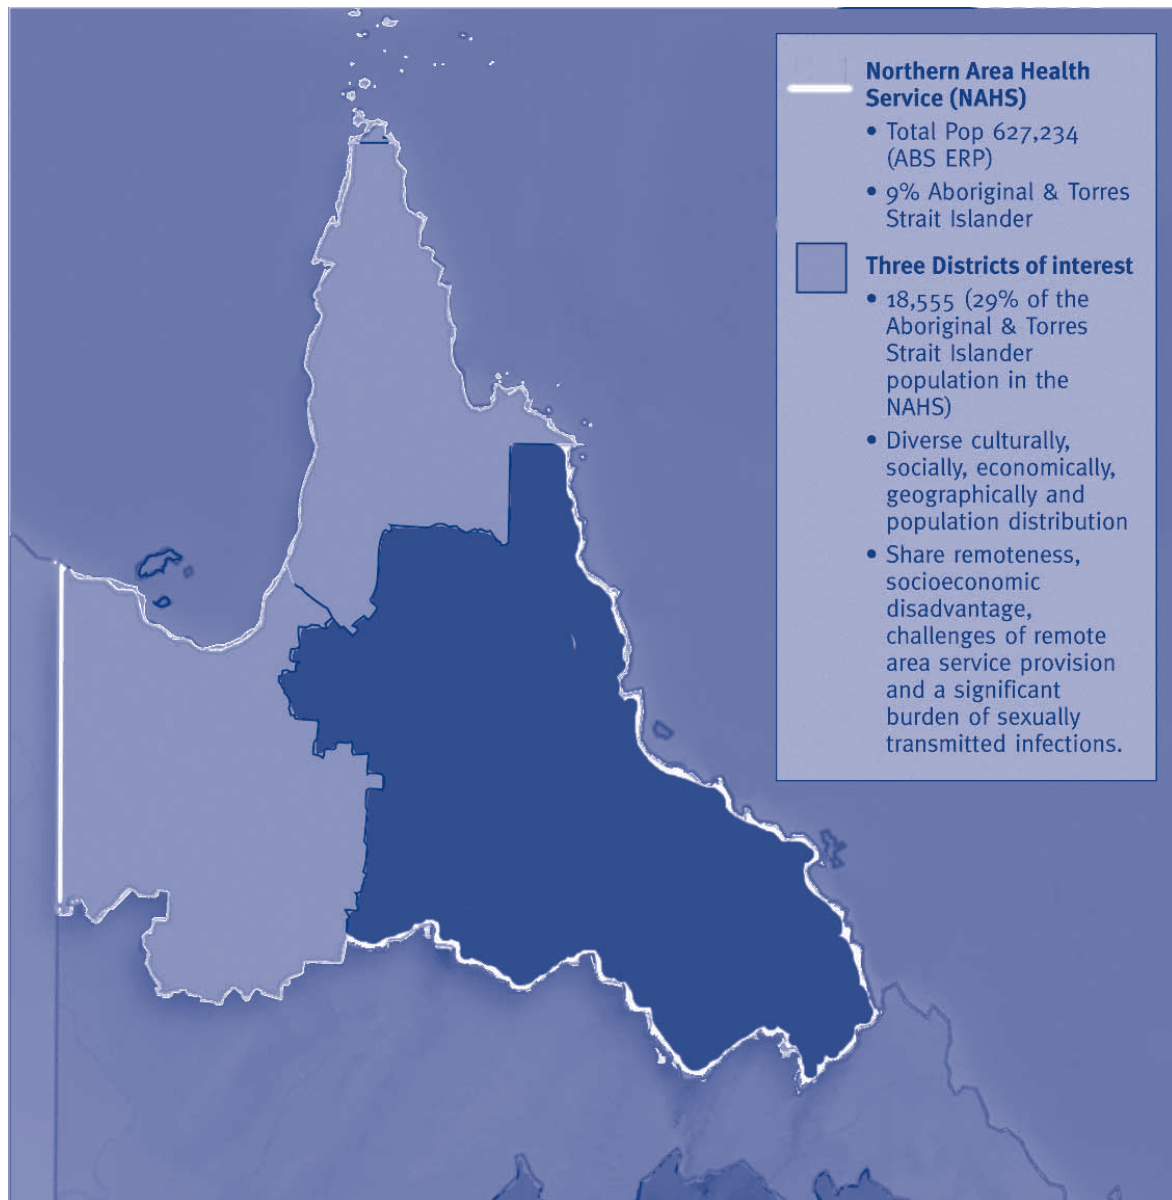 Northern Area Health
Service (NAHS)
• Total Pop 627,234
(ABS ERP)
• 9% Aboriginal & Torres
Strait Islander
Three Districts of interest
• 18,555 (29% of the
Aboriginal & Torres
Strait Islander
population in the
NAHS)
• Diverse culturally,
socially, economically,
geographically and
population distribution
• Share remoteness,
socioeconomic
disadvantage,
challenges of remote
area service provision
and a significant
burden of sexually
transmitted infections.